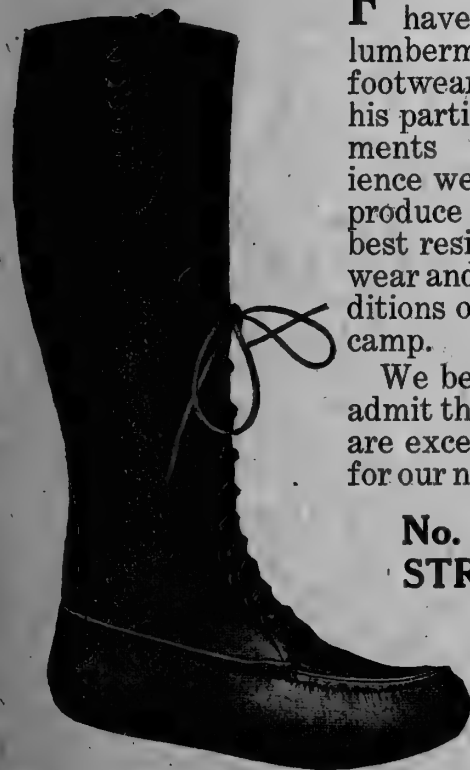 F have
lumberm
footwear
his parti
ments
ience we
produce
best resi
wear and
ditions o
camp.
We be
admit th
are exce
for our n
No.
STR